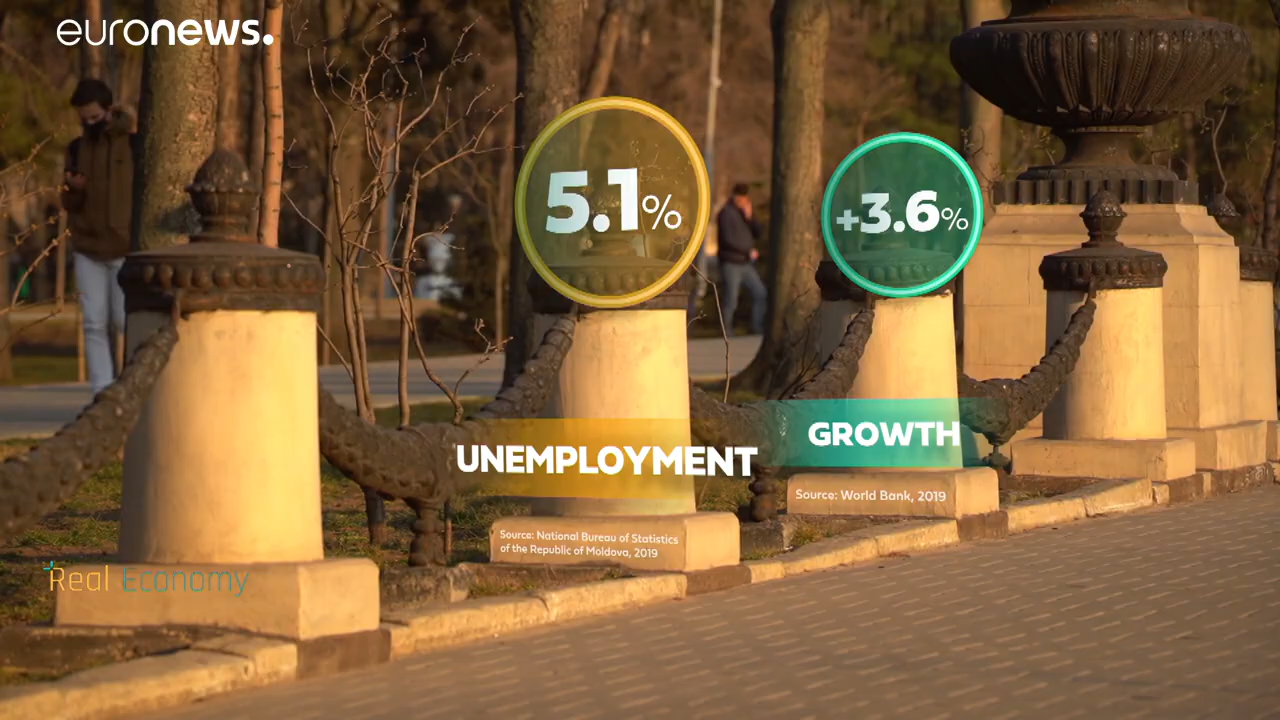 euronews.
5.1%
+3.6%
UNEMPLOYMENT
GROWTH
Source: National Bureau of Statistics
of the Republic of Moldova, 2019
Source: World Bank, 2019
Real Economy